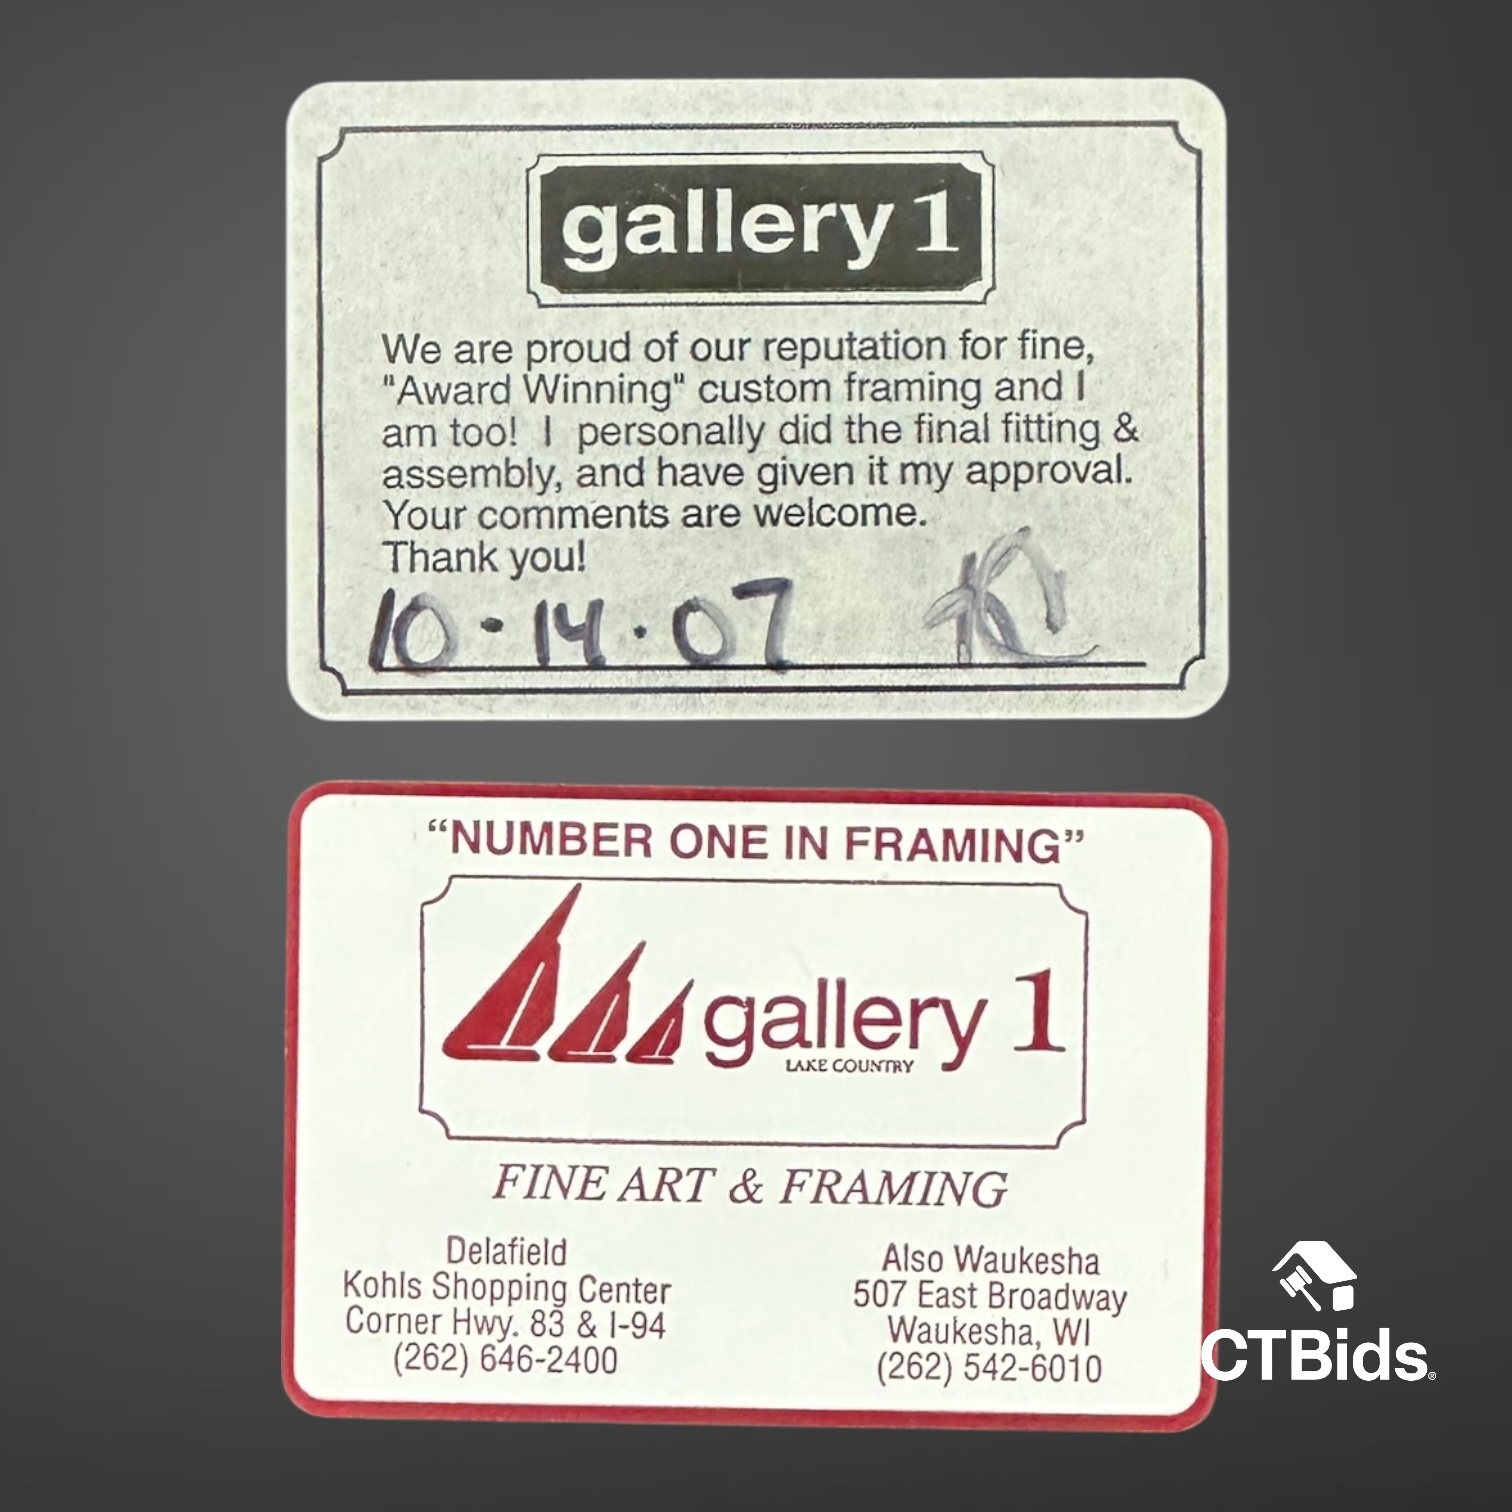 gallery 1
We are proud of our reputation for fine,
"Award Winning" custom framing and I
am too! I personally did the final fitting &
assembly, and have given it my approval.
Your comments are welcome.
Thank you!
10 · 14 · 07
“NUMBER ONE IN FRAMING”
gallery 1
LAKE COUNTRY
FINE ART & FRAMING
Delafield
Kohls Shopping Center
Corner Hwy. 83 & I-94
(262) 646-2400
Also Waukesha
507 East Broadway
Waukesha, WI
(262) 542-6010
CTBids®